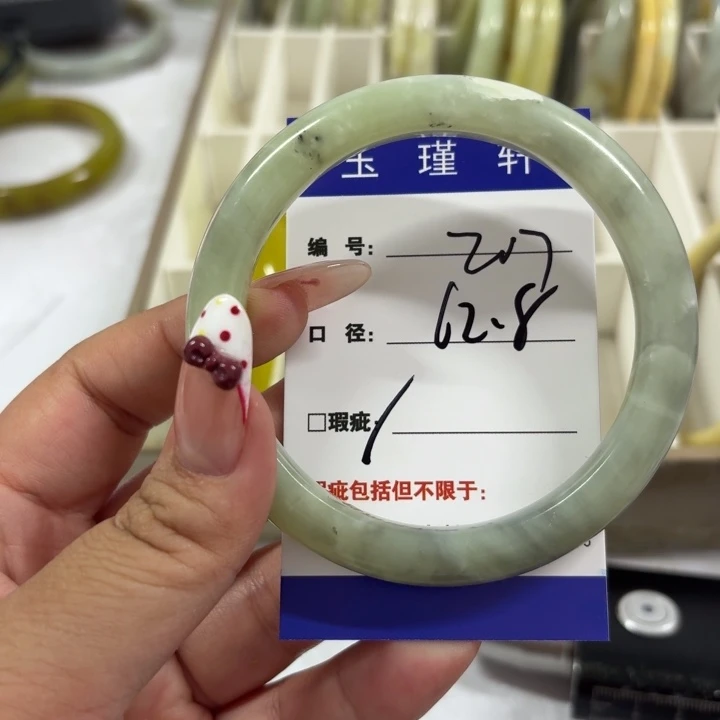 玉瑾轩
编号: 207
口径: 62.8
□瑕疵: /
瑕疵包括但不限于: